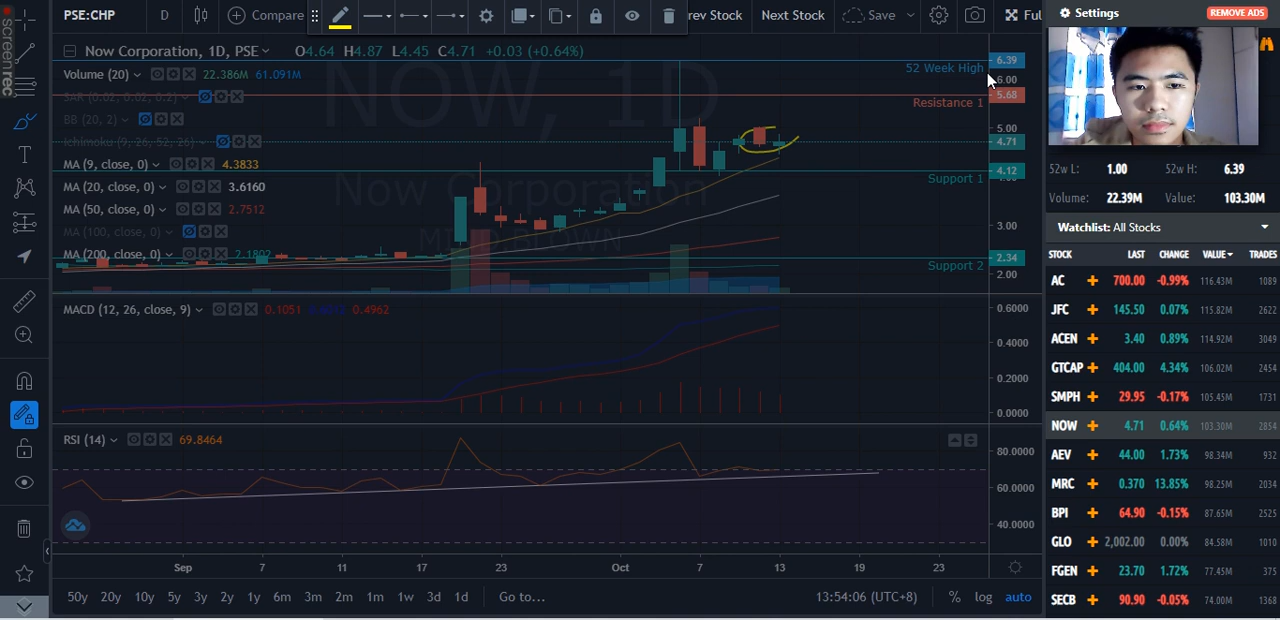 PSE:CHP D Compare rev Stock Next Stock Save Ful
screenrec
Now Corporation, 1D, PSE O4.64 H4.87 L4.45 C4.71 +0.03 (+0.64%)
Volume (20) 22.386M 61.091M
SAR (0.02, 0.02, 0.2)
BB (20, 2)
Ichimoku (9, 26, 52, 26)
MA (9, close, 0) 4.3833
MA (20, close, 0) 3.6160
MA (50, close, 0) 2.7512
MA (100, close, 0)
MA (200, close, 0) 2.1802
NOW, 1D
Now Corporation
52 Week High
Resistance 1
Support 1
Support 2
6.39
6.00
5.68
5.00
4.71
4.12
3.00
2.34
2.00
MACD (12, 26, close, 9) 0.1051 0.4962
0.6000
0.4000
0.2000
0.0000
RSI (14) 69.8464
80.0000
60.0000
40.0000
Sep 7 11 17 23 Oct 7 13 19 23
50y 20y 10y 5y 3y 2y 1y 6m 3m 2m 1m 1w 3d 1d Go to... 13:54:06 (UTC+8) % log auto
Settings REMOVE ADS
52w L: 1.00 52w H: 6.39
Volume: 22.39M Value: 103.30M
Watchlist: All Stocks
STOCK LAST CHANGE VALUE TRADES
AC 700.00 -0.99% 116.43M 1089
JFC 145.50 0.07% 115.82M 2622
ACEN 3.40 0.89% 114.92M 3049
GTCAP 404.00 4.34% 106.02M 2454
SMPH 29.95 -0.17% 105.45M 1731
NOW 4.71 0.64% 103.30M 2854
AEV 44.00 1.73% 98.34M 932
MRC 0.370 13.85% 98.25M 2034
BPI 64.90 -0.15% 87.65M 2525
GLO 2,002.00 0.00% 84.58M 1010
FGEN 23.70 1.72% 77.45M 375
SECB 90.90 -0.05% 74.00M 1368